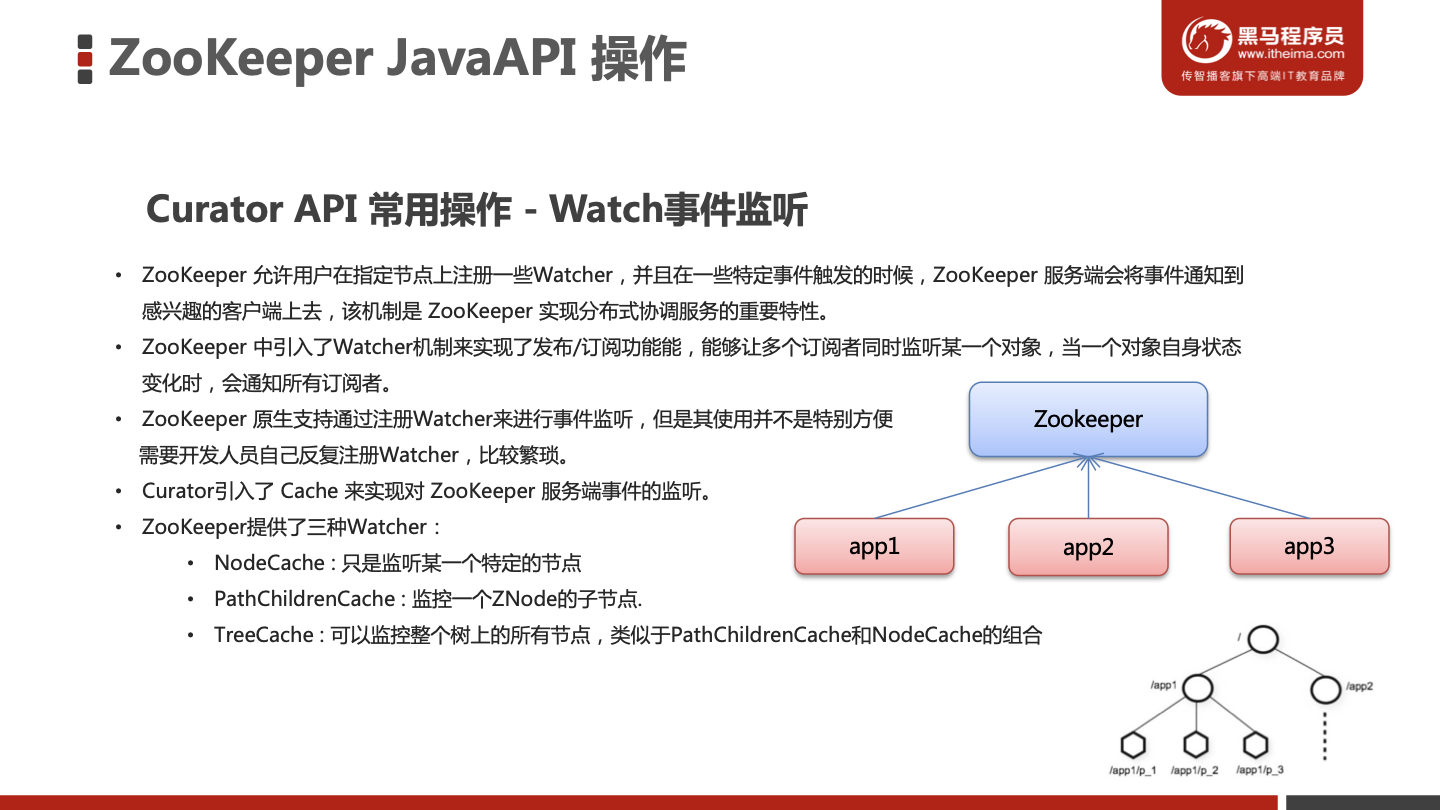 ZooKeeper JavaAPI 操作
黑马程序员
www.itheima.com
传智播客旗下高端IT教育品牌
Curator API 常用操作 - Watch事件监听
• ZooKeeper 允许用户在指定节点上注册一些Watcher，并且在一些特定事件触发的时候，ZooKeeper 服务端会将事件通知到
感兴趣的客户端上去，该机制是 ZooKeeper 实现分布式协调服务的重要特性。
• ZooKeeper 中引入了Watcher机制来实现了发布/订阅功能能，能够让多个订阅者同时监听某一个对象，当一个对象自身状态
变化时，会通知所有订阅者。
• ZooKeeper 原生支持通过注册Watcher来进行事件监听，但是其使用并不是特别方便
需要开发人员自己反复注册Watcher，比较繁琐。
• Curator引入了 Cache 来实现对 ZooKeeper 服务端事件的监听。
• ZooKeeper提供了三种Watcher：
• NodeCache : 只是监听某一个特定的节点
• PathChildrenCache : 监控一个ZNode的子节点.
• TreeCache : 可以监控整个树上的所有节点，类似于PathChildrenCache和NodeCache的组合
Zookeeper
app1
app2
app3
/
/app1
/app2
/app1/p_1
/app1/p_2
/app1/p_3